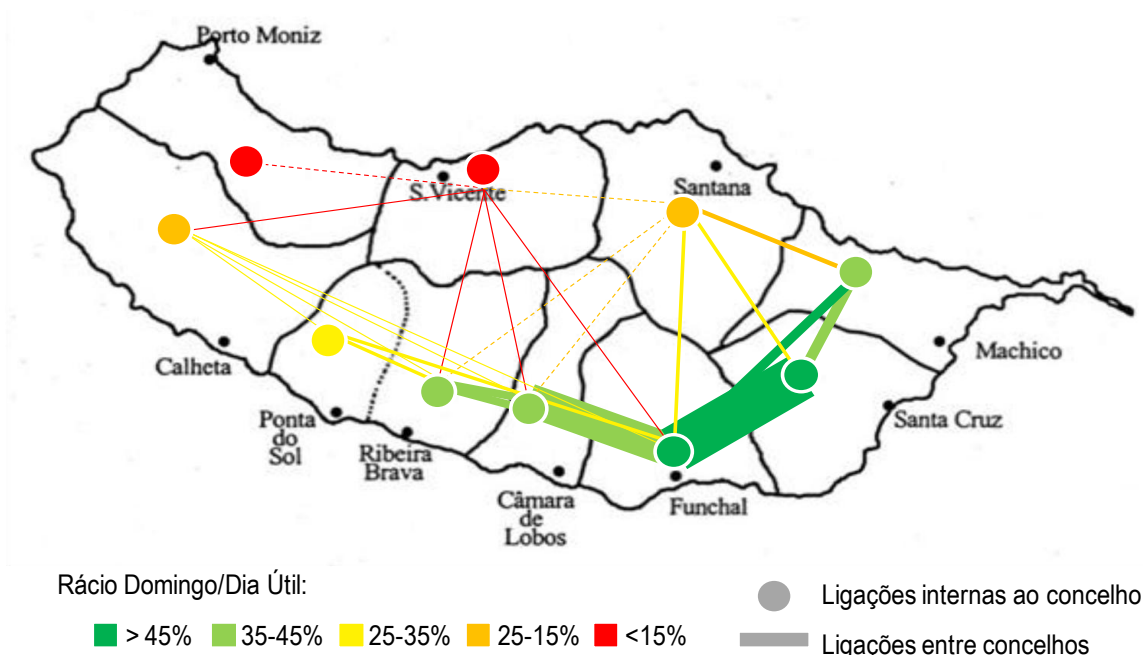 Porto Moniz
S.Vicente
Santana
Calheta
Machico
Santa Cruz
Ponta
do
Sol
Ribeira
Brava
Câmara
de
Lobos
Funchal
Rácio Domingo/Dia Útil:
> 45%
35-45%
25-35%
25-15%
<15%
Ligações internas ao concelho
Ligações entre concelhos